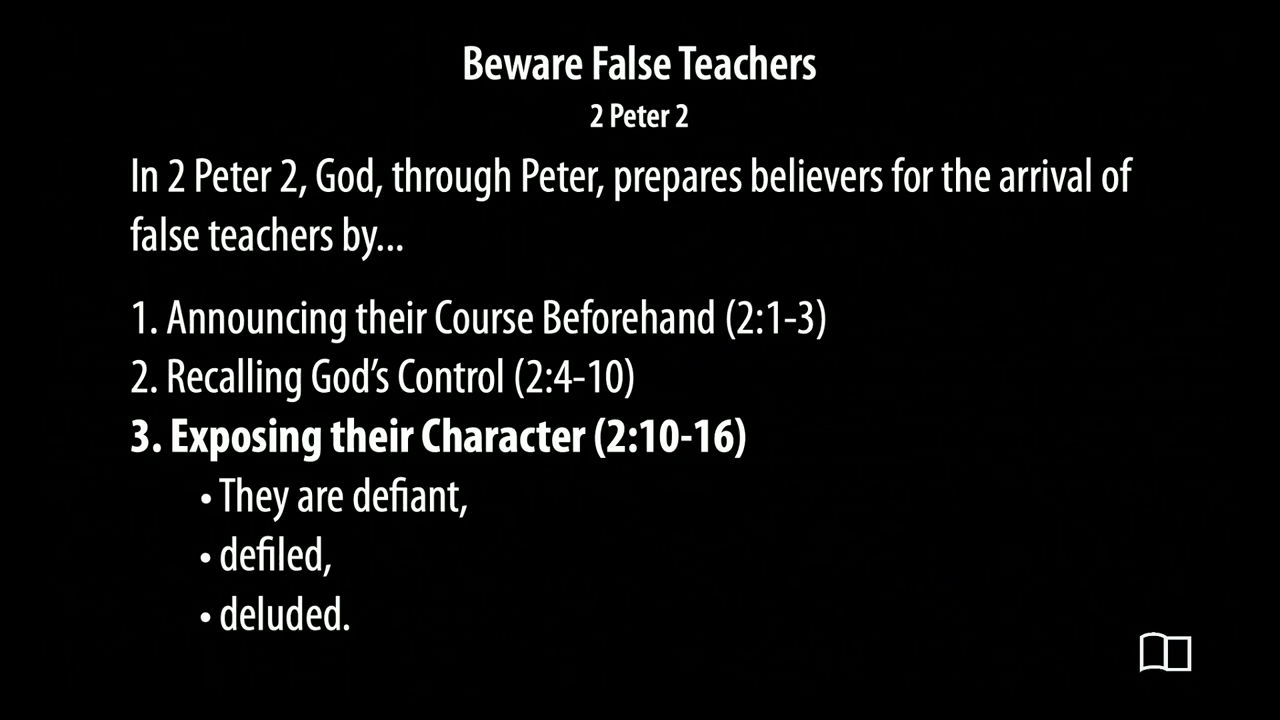 Beware False Teachers
2 Peter 2
In 2 Peter 2, God, through Peter, prepares believers for the arrival of
false teachers by...
1. Announcing their Course Beforehand (2:1-3)
2. Recalling God’s Control (2:4-10)
3. Exposing their Character (2:10-16)
• They are defiant,
• defiled,
• deluded.